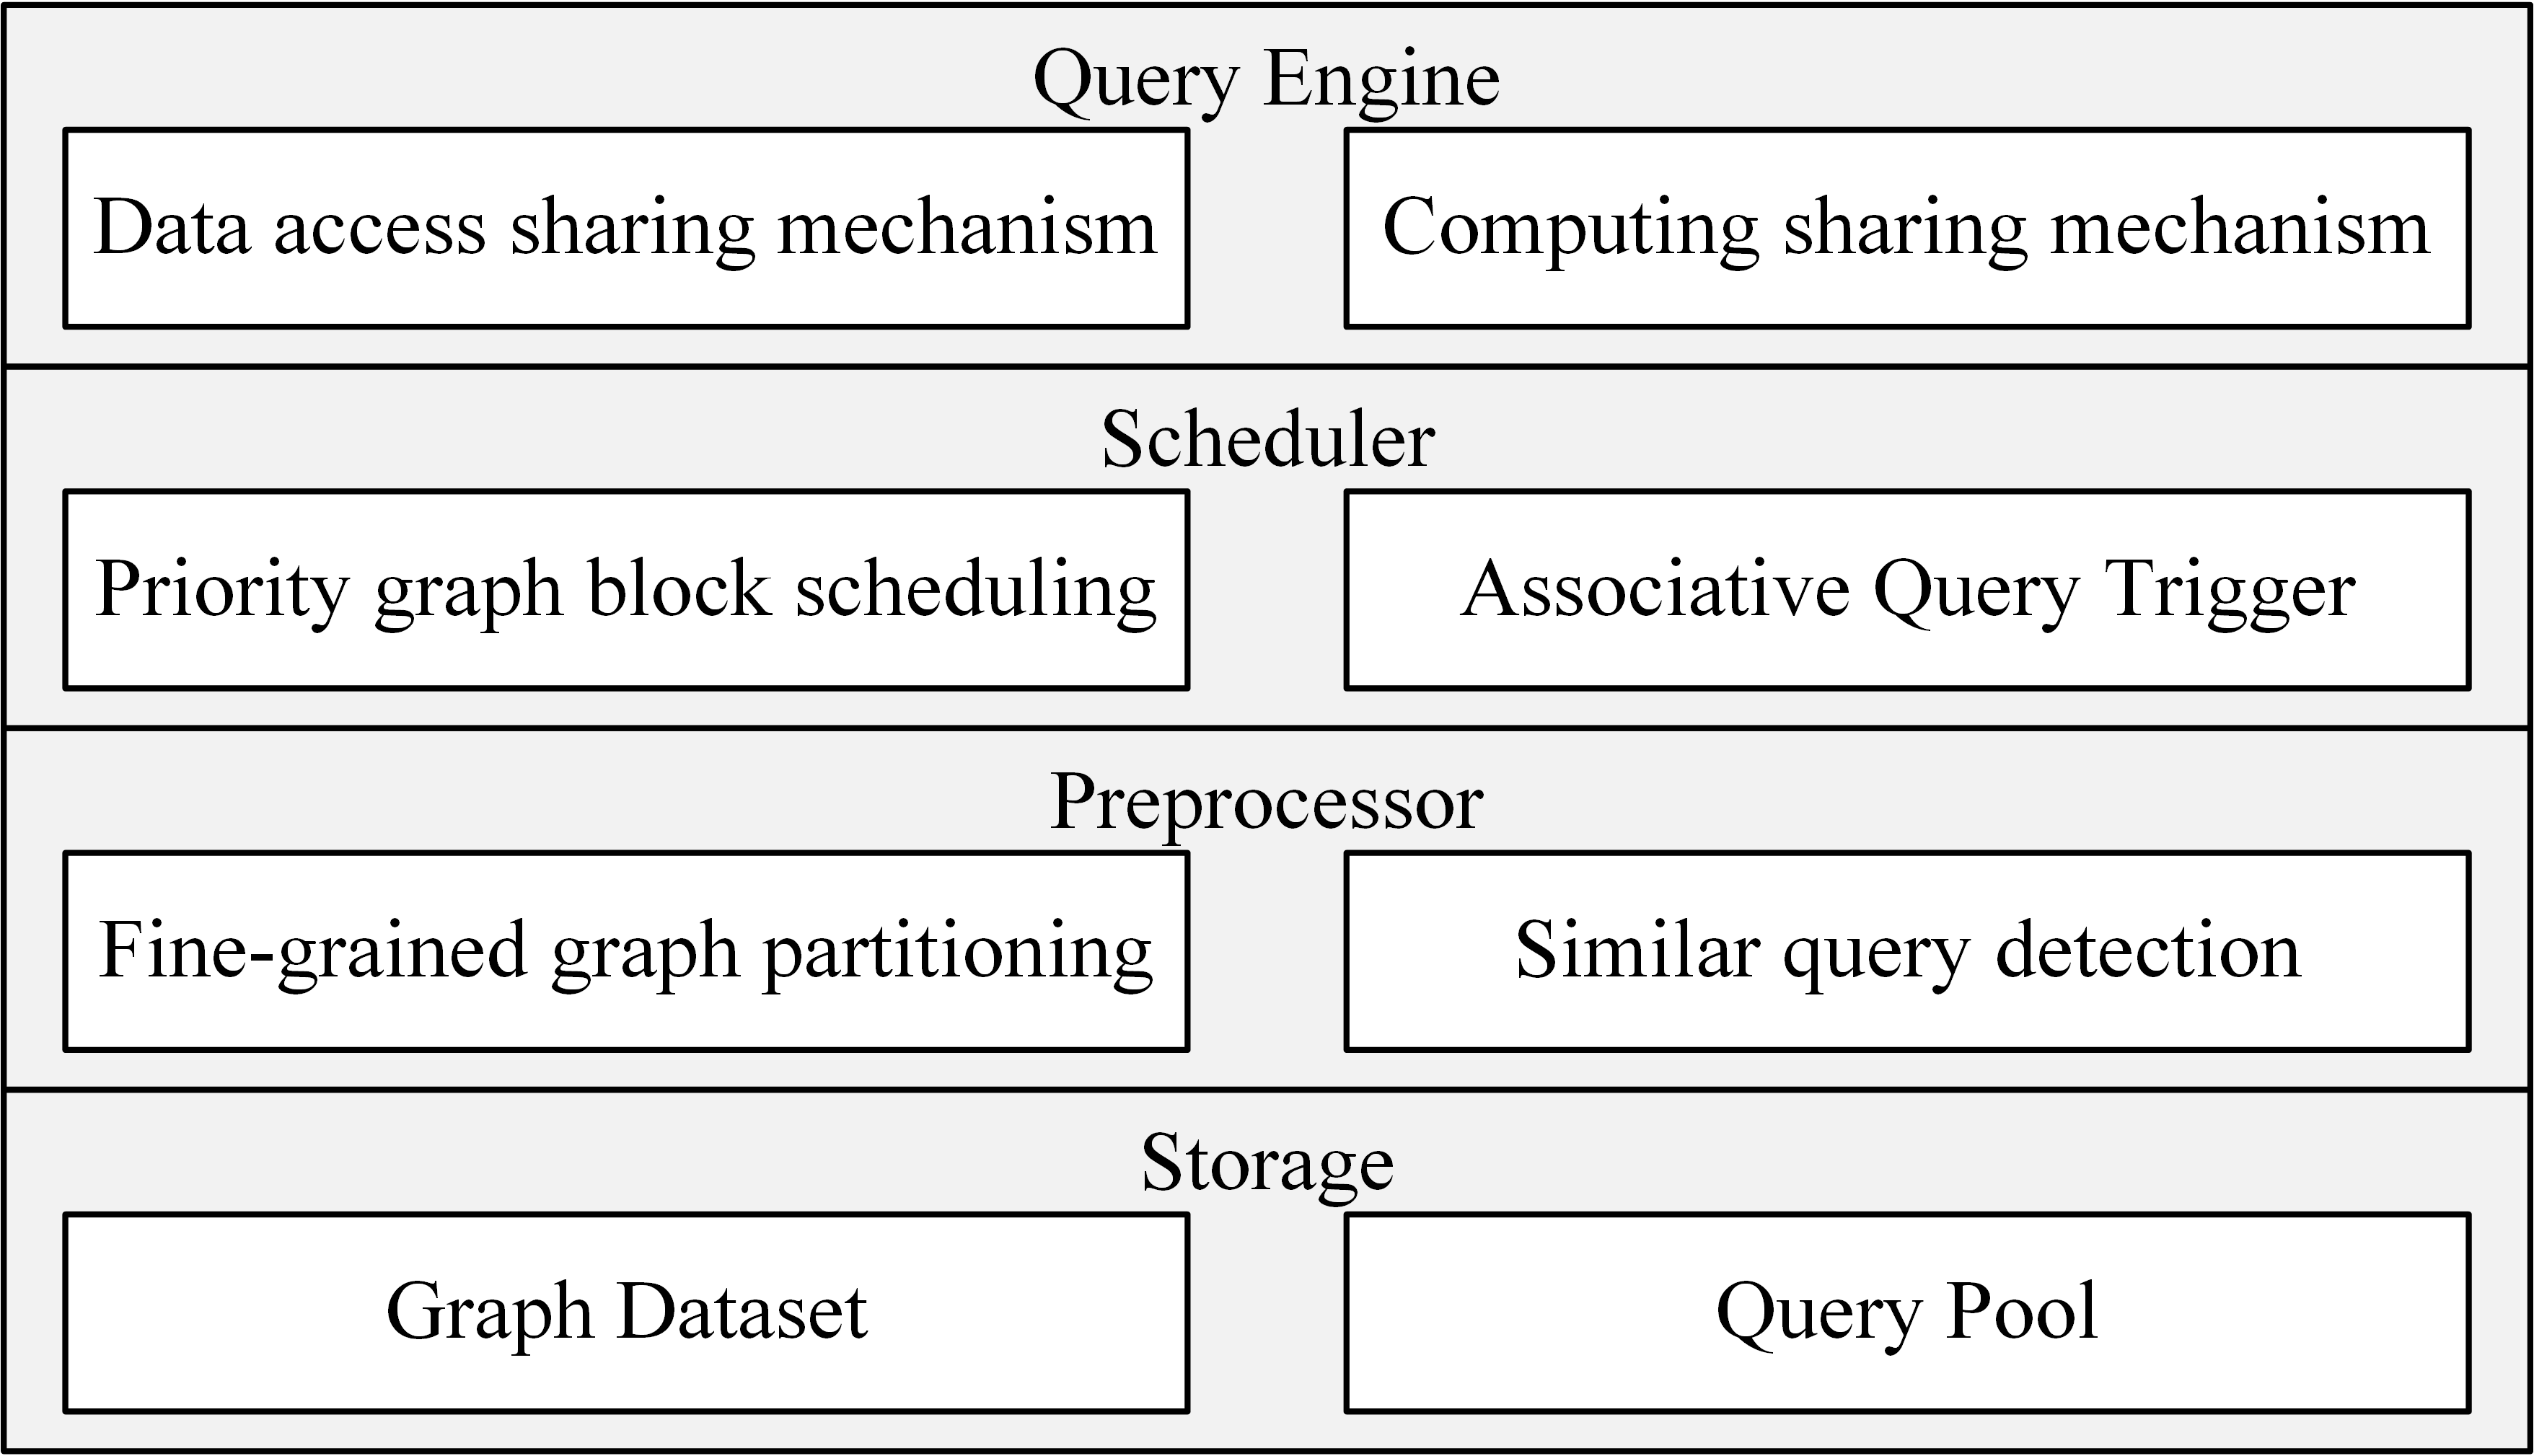 Query Engine
Data access sharing mechanism
Computing sharing mechanism
Scheduler
Priority graph block scheduling
Associative Query Trigger
Preprocessor
Fine-grained graph partitioning
Similar query detection
Storage
Graph Dataset
Query Pool